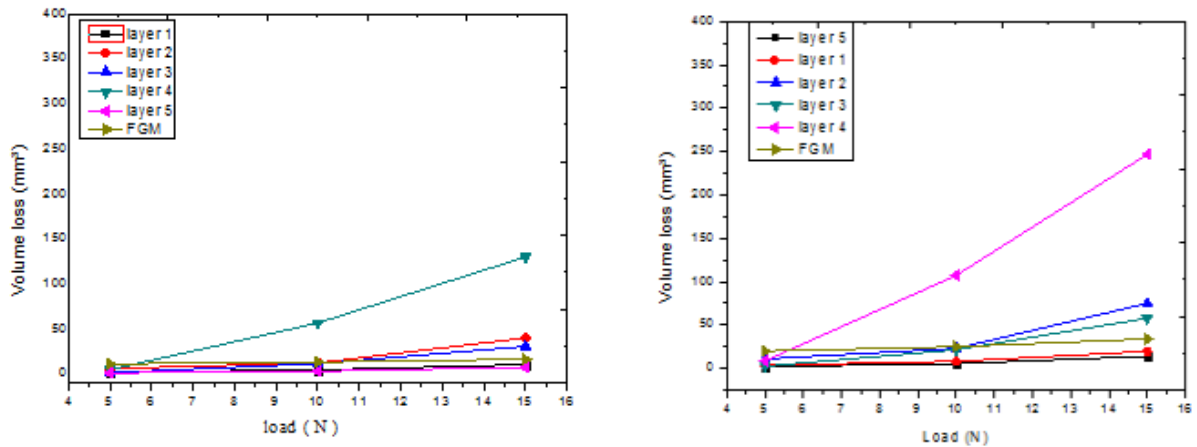 layer 1
layer 2
layer 3
layer 4
layer 5
FGM
400
350
300
250
200
150
100
50
0
Volume loss (mm³)
4 5 6 7 8 9 10 11 12 13 14 15 16
load ( N )
layer 5
layer 1
layer 2
layer 3
layer 4
FGM
400
350
300
250
200
150
100
50
0
Volume loss (mm³)
4 5 6 7 8 9 10 11 12 13 14 15 16
Load (N)